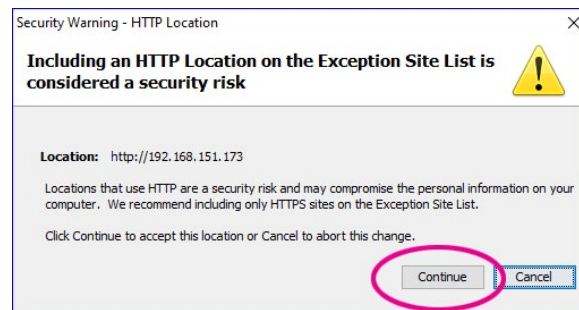 Security Warning - HTTP Location
Including an HTTP Location on the Exception Site List is
considered a security risk
Location: http://192.168.151.173
Locations that use HTTP are a security risk and may compromise the personal information on your
computer. We recommend including only HTTPS sites on the Exception Site List.
Click Continue to accept this location or Cancel to abort this change.
Continue Cancel